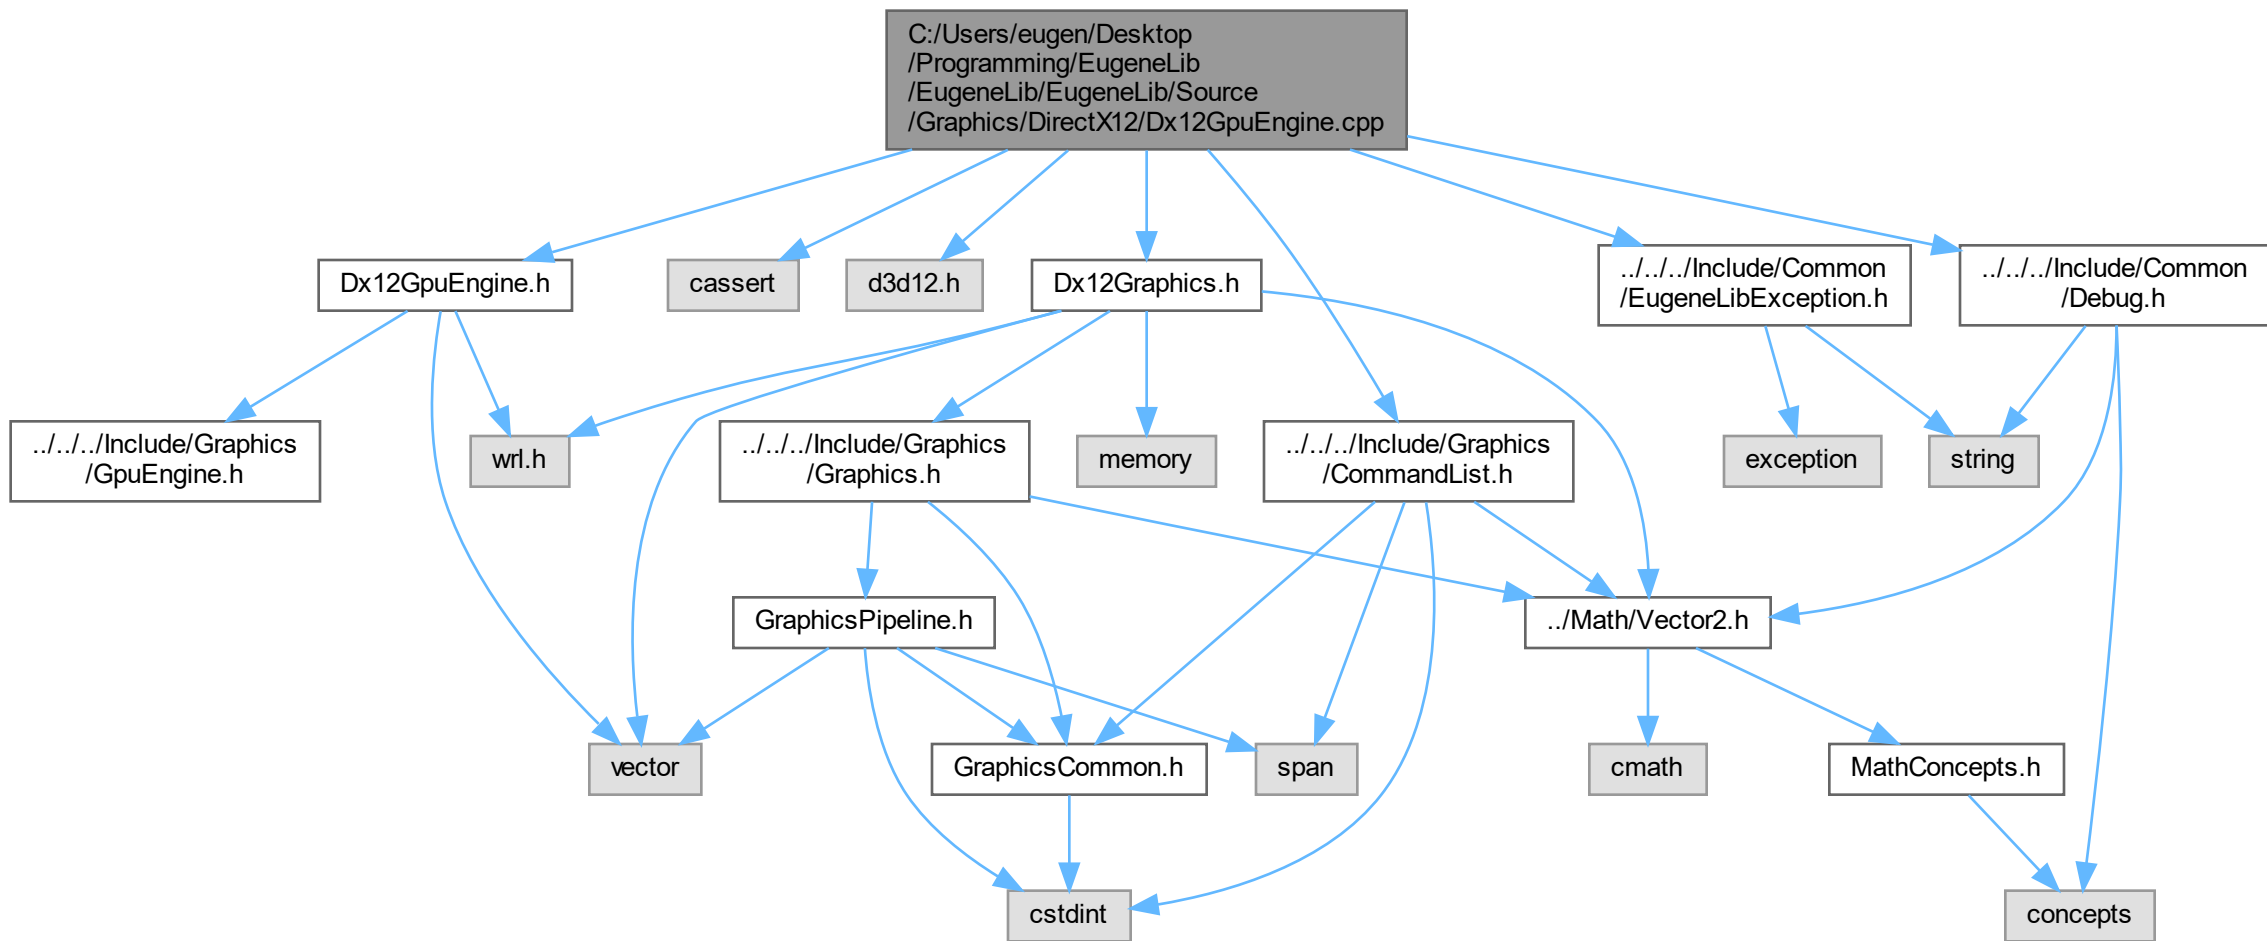 C:/Users/eugen/Desktop
/Programming/EugeneLib
/EugeneLib/EugeneLib/Source
/Graphics/DirectX12/Dx12GpuEngine.cpp
Dx12GpuEngine.h
cassert
d3d12.h
Dx12Graphics.h
../../../Include/Common
/EugeneLibException.h
../../../Include/Common
/Debug.h
../../../Include/Graphics
/GpuEngine.h
wrl.h
../../../Include/Graphics
/Graphics.h
memory
../../../Include/Graphics
/CommandList.h
exception
string
GraphicsPipeline.h
../Math/Vector2.h
vector
GraphicsCommon.h
span
cmath
MathConcepts.h
cstdint
concepts